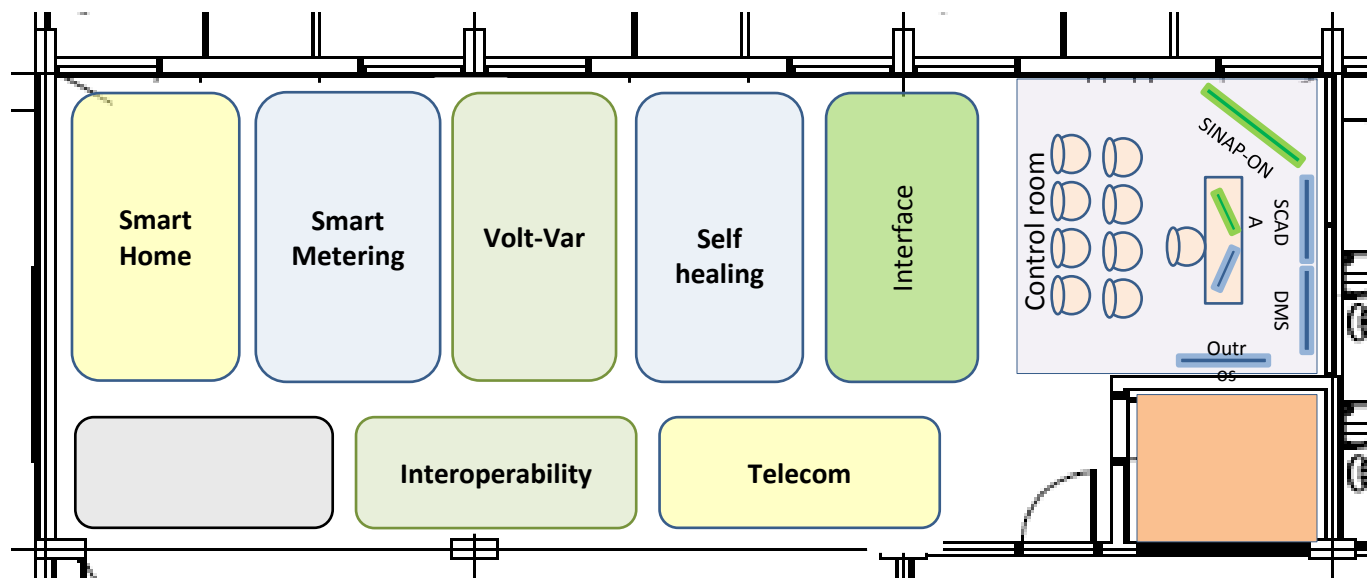 Smart
Home
Smart
Metering
Volt-Var
Self
healing
Interface
Control room
SINAP-ON
SCAD
A
DMS
Outr
os
Interoperability
Telecom